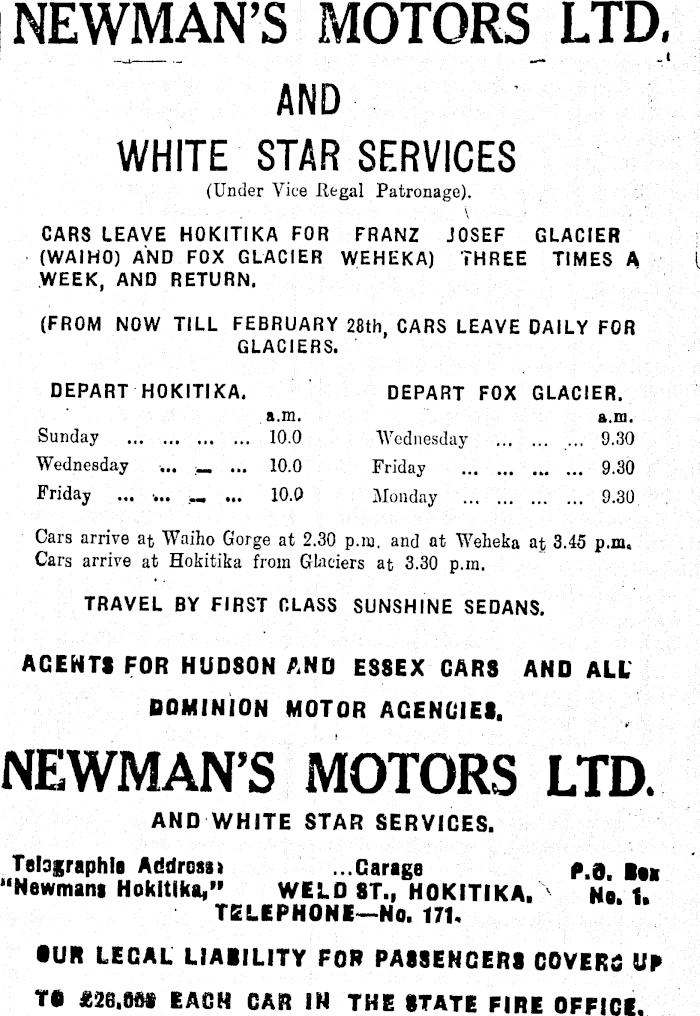 NEWMAN'S MOTORS LTD.
AND
WHITE STAR SERVICES
(Under Vice Regal Patronage).
CARS LEAVE HOKITIKA FOR FRANZ JOSEF GLACIER
(WAIHO) AND FOX GLACIER WEHEKA) THREE TIMES A
WEEK, AND RETURN.
(FROM NOW TILL FEBRUARY 28th, CARS LEAVE DAILY FOR
GLACIERS.
DEPART HOKITIKA.
a.m.
Sunday ... ... ... ... 10.0
Wednesday ... ... ... 10.0
Friday ... ... ... ... 10.0
DEPART FOX GLACIER.
a.m.
Wednesday ... ... ... 9.30
Friday ... ... ... ... 9.30
Monday ... ... ... ... 9.30
Cars arrive at Waiho Gorge at 2.30 p.m. and at Weheka at 3.45 p.m.
Cars arrive at Hokitika from Glaciers at 3.30 p.m.
TRAVEL BY FIRST CLASS SUNSHINE SEDANS.
AGENTS FOR HUDSON AND ESSEX CARS AND ALL
DOMINION MOTOR AGENCIES.
NEWMAN'S MOTORS LTD.
AND WHITE STAR SERVICES.
Telegraphic Address:
"Newmans Hokitika,"
...Garage
WELD ST., HOKITIKA.
P.O. Box
No. 1.
TELEPHONE—No. 171.
OUR LEGAL LIABILITY FOR PASSENGERS COVERS UP
TO EACH CAR IN THE STATE FIRE OFFICE.